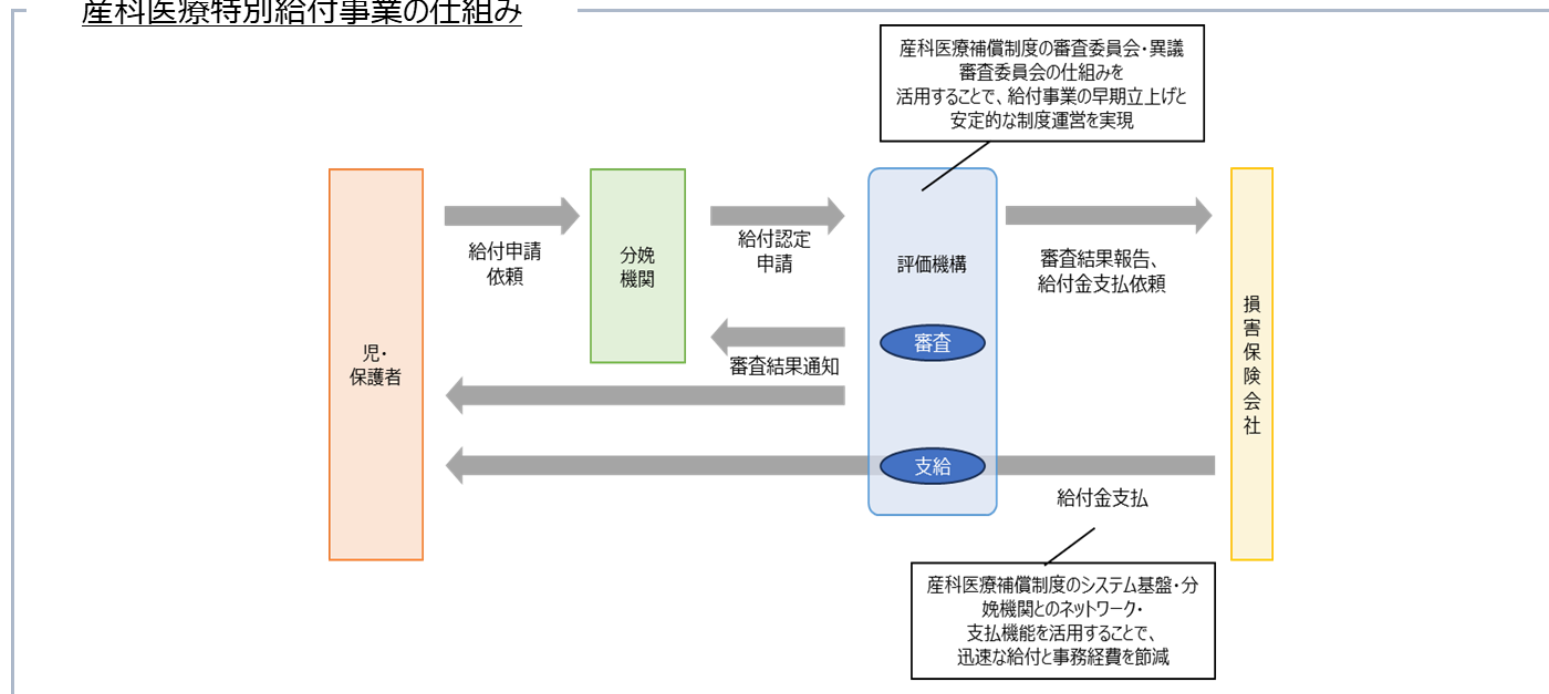 産科医療特別給付事業の仕組み
産科医療補償制度の審査委員会・異議
審査委員会の仕組みを
活用することで、給付事業の早期立上げと
安定的な制度運営を実現
給付申請
依頼
分娩
機関
給付認定
申請
評価機構
審査結果報告、
給付金支払依頼
審査
審査結果通知
児・
保護者
損害保険会社
支給
給付金支払
産科医療補償制度のシステム基盤・分
娩機関とのネットワーク・
支払機能を活用することで、
迅速な給付と事務経費を節減